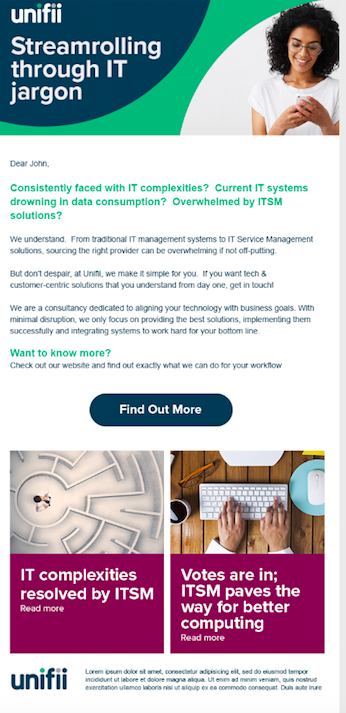 unifii
Streamrolling
through IT
jargon
Dear John,
Consistently faced with IT complexities?  Current IT systems
drowning in data consumption?  Overwhelmed by ITSM
solutions?
We understand.  From traditional IT management systems to IT Service Management
solutions, sourcing the right provider can be overwhelming if not off-putting.
But don't despair, at Unifii, we make it simple for you.  If you want tech &
customer-centric solutions that you understand from day one, get in touch!
We are a consultancy dedicated to aligning your technology with business goals. With
minimal disruption, we only focus on providing the best solutions, implementing them
successfully and integrating systems to work hard for your bottom line.
Want to know more?
Check out our website and find out exactly what we can do for your workflow
Find Out More
IT complexities
resolved by ITSM
Read more
Votes are in;
ITSM paves the
way for better
computing
Read more
unifii
Lorem ipsum dolor sit amet, consectetur adipisicing elit, sed do eiusmod tempor
incididunt ut labore et dolore magna aliqua. Ut enim ad minim veniam, quis nostrud
exercitation ullamco laboris nisi ut aliquip ex ea commodo consequat. Duis aute irure